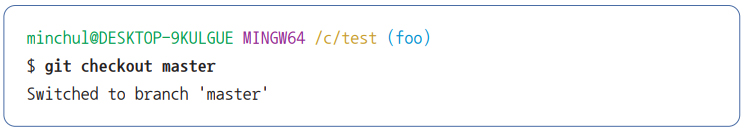 minchul@DESKTOP-9KULGUE MINGW64 /c/test (foo)
$ git checkout master
Switched to branch 'master'